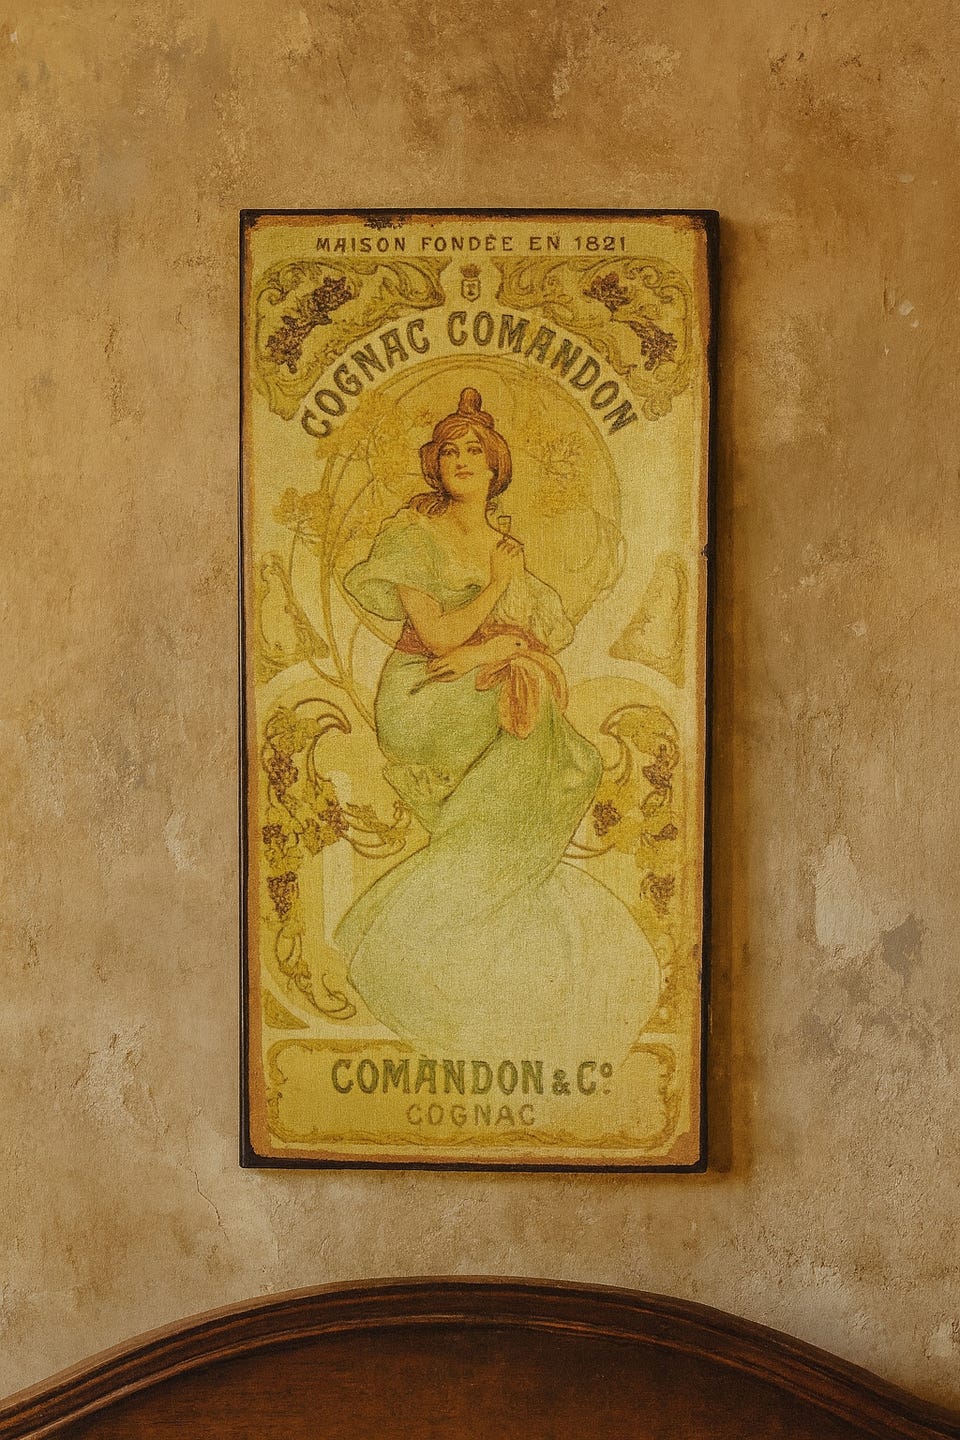 MAISON FONDÉE EN 1821
COGNAC COMANDON
COMANDON & Cº
COGNAC